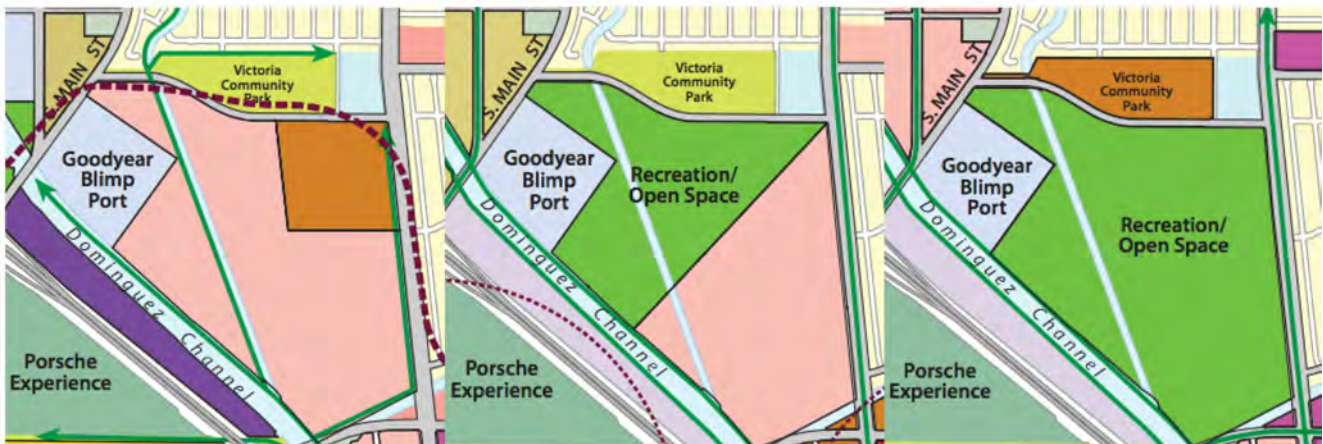 S. MAIN ST
Victoria
Community
Park
Goodyear
Blimp
Port
Dominguez Channel
Porsche
Experience
S. MAIN ST
Victoria
Community
Park
Goodyear
Blimp
Port
Recreation/
Open Space
Dominguez Channel
Porsche
Experience
S. MAIN ST
Victoria
Community
Park
Goodyear
Blimp
Port
Recreation/
Open Space
Dominguez Channel
Porsche
Experience